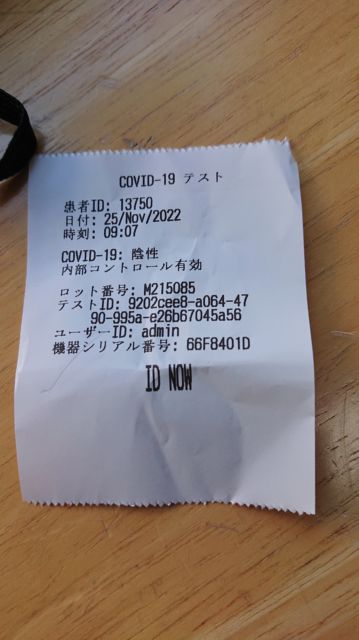 COVID-19 テスト
患者ID: 13750
日付: 25/Nov/2022
時刻: 09:07
COVID-19: 陰性
内部コントロール有効
ロット番号: M215085
テストID: 9202cee8-a064-47
90-995a-e26b67045a56
ユーザーID: admin
機器シリアル番号: 66F8401D
ID NOW